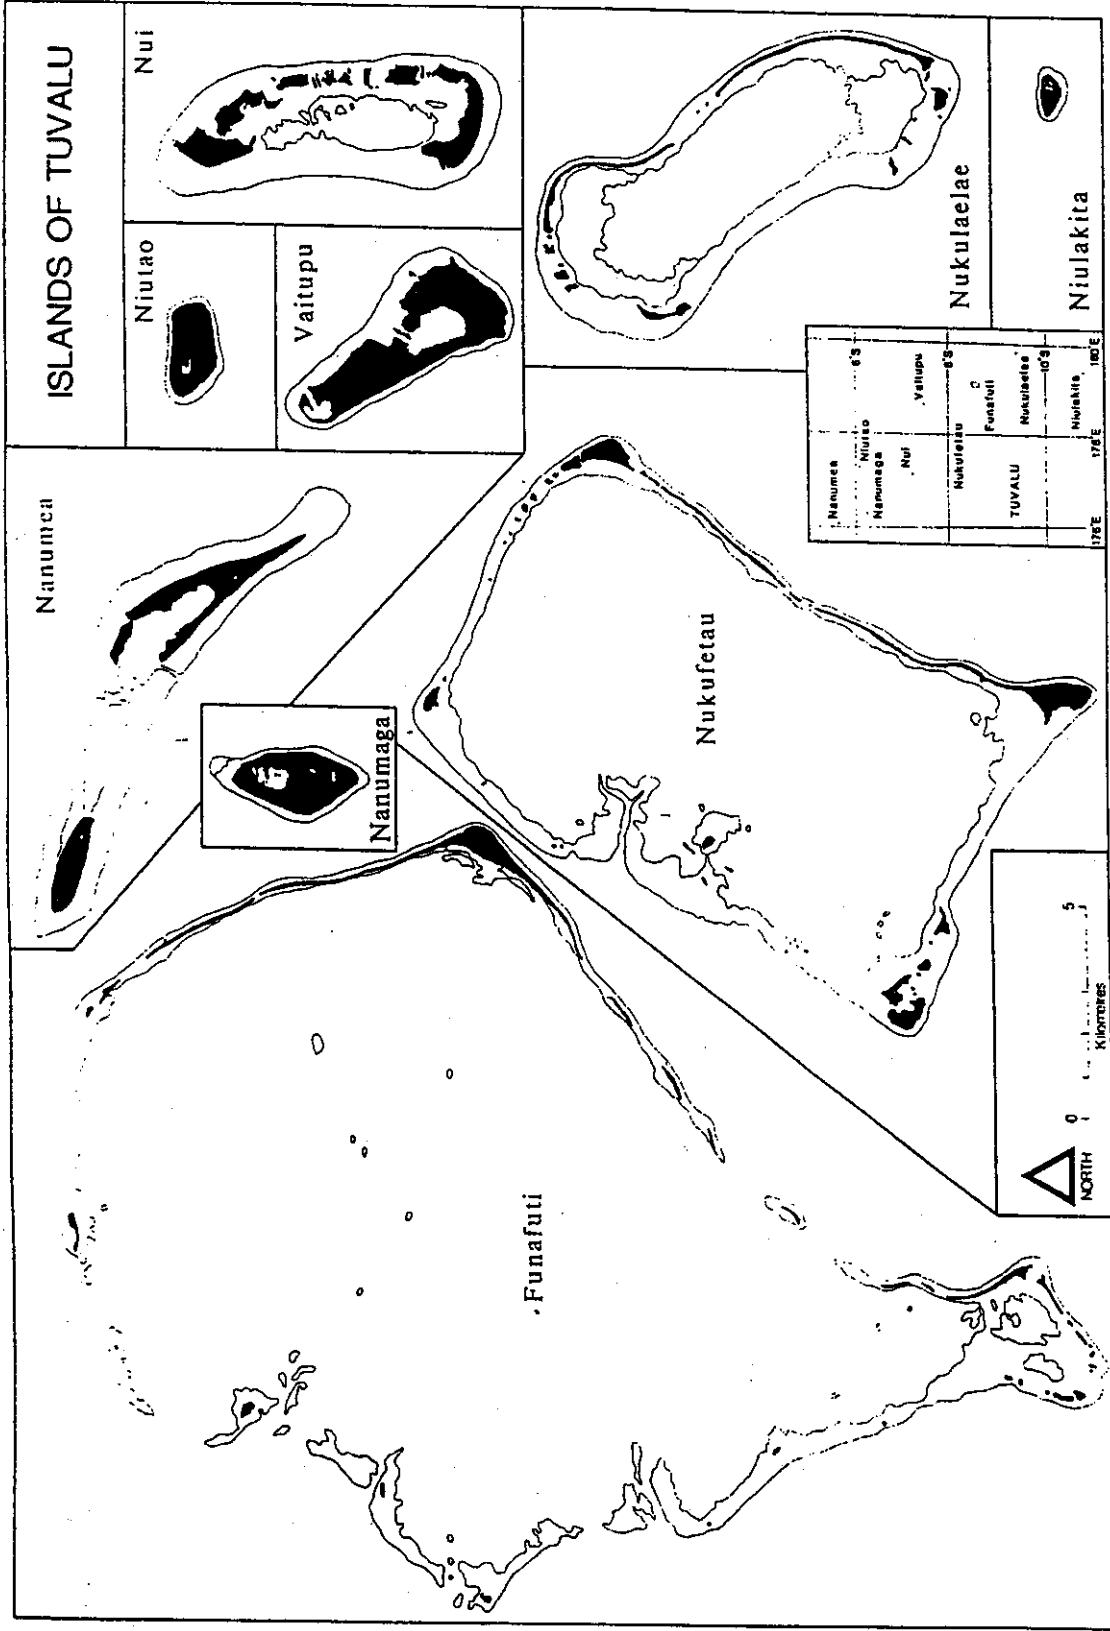 ISLANDS OF TUVALU
Nanumea
Niutao
Nui
Vaitupu
Nanumaga
Funafuti
Nukufetau
Nukulaelae
Niulakita
Nanumea
6°S
Niutao
Nanumaga
Nui
Vaitupu
8°S
Nukufetau
Funafuti
TUVALU
Nukulaelae
10°S
Niulakita
176°E
178°E
180°E
NORTH
0
5
Kilometres